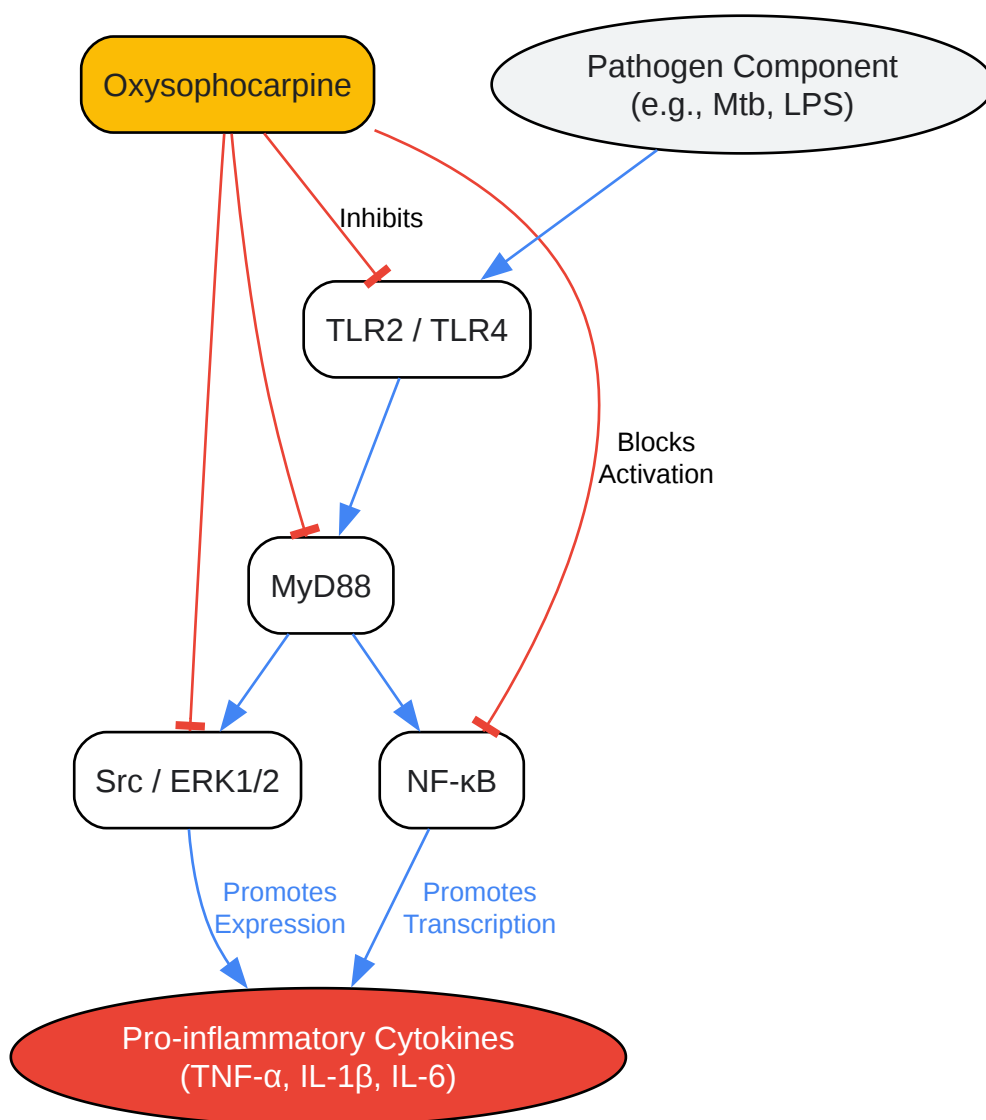 Oxysophocarpine
Pathogen Component
(e.g., Mtb, LPS)
Inhibits
TLR2 / TLR4
Blocks
Activation
MyD88
Src / ERK1/2
NF-κB
Promotes
Expression
Promotes
Transcription
Pro-inflammatory Cytokines
(TNF-α, IL-1β, IL-6)